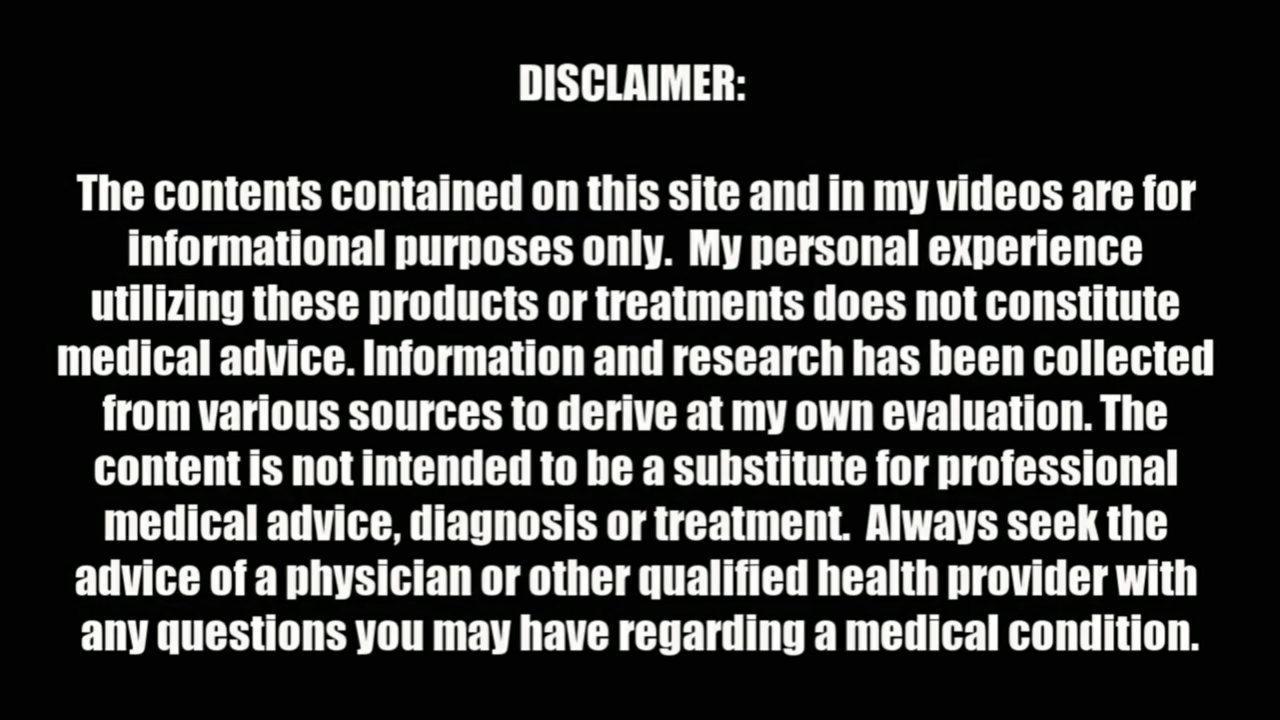 DISCLAIMER:
The contents contained on this site and in my videos are for
informational purposes only.  My personal experience
utilizing these products or treatments does not constitute
medical advice. Information and research has been collected
from various sources to derive at my own evaluation. The
content is not intended to be a substitute for professional
medical advice, diagnosis or treatment.  Always seek the
advice of a physician or other qualified health provider with
any questions you may have regarding a medical condition.